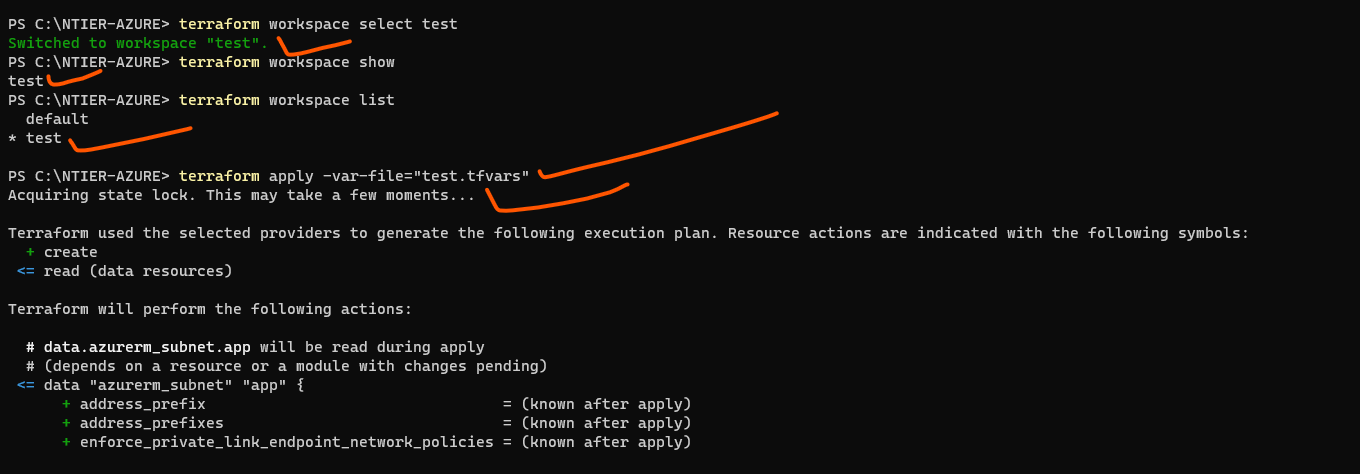 PS C:\NTIER-AZURE> terraform workspace select test
Switched to workspace "test".
PS C:\NTIER-AZURE> terraform workspace show
test
PS C:\NTIER-AZURE> terraform workspace list
  default
* test
PS C:\NTIER-AZURE> terraform apply -var-file="test.tfvars"
Acquiring state lock. This may take a few moments...
Terraform used the selected providers to generate the following execution plan. Resource actions are indicated with the following symbols:
  + create
 <= read (data resources)
Terraform will perform the following actions:
  # data.azurerm_subnet.app will be read during apply
  # (depends on a resource or a module with changes pending)
 <= data "azurerm_subnet" "app" {
      + address_prefix                                 = (known after apply)
      + address_prefixes                               = (known after apply)
      + enforce_private_link_endpoint_network_policies = (known after apply)